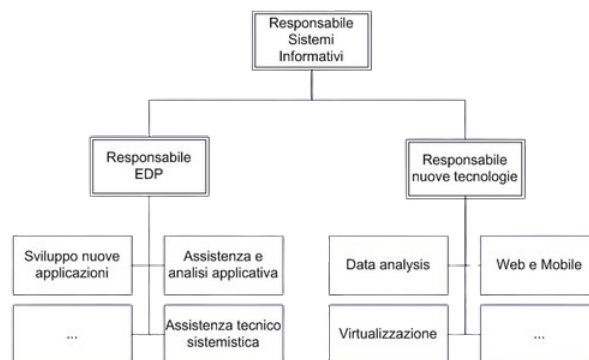 Responsabile
Sistemi
Informativi
Responsabile
EDP
Responsabile
nuove tecnologie
Sviluppo nuove
applicazioni
Assistenza e
analisi applicativa
Data analysis
Web e Mobile
...
Assistenza tecnico
sistemistica
Virtualizzazione
...